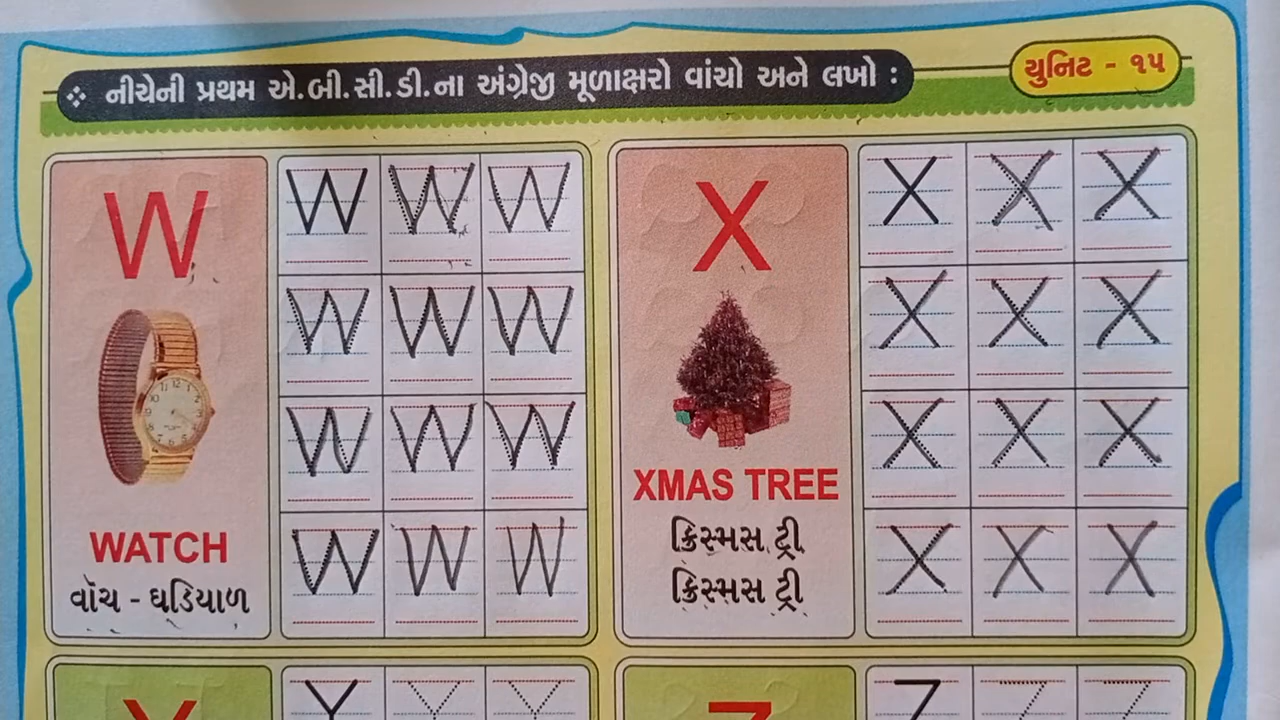 ❖ નીચેની પ્રથમ એ.બી.સી.ડી.ના અંગ્રેજી મૂળાક્ષરો વાંચો અને લખો :
યુનિટ - ૧૫
W
WATCH
વૉચ - ઘડિયાળ
W W W
W W W
W W W
W W W
X
XMAS TREE
ક્રિસ્મસ ટ્રી
ક્રિસ્મસ ટ્રી
X X X
X X X
X X X
X X X
Y
Y Y Y
Z
Z Z Z